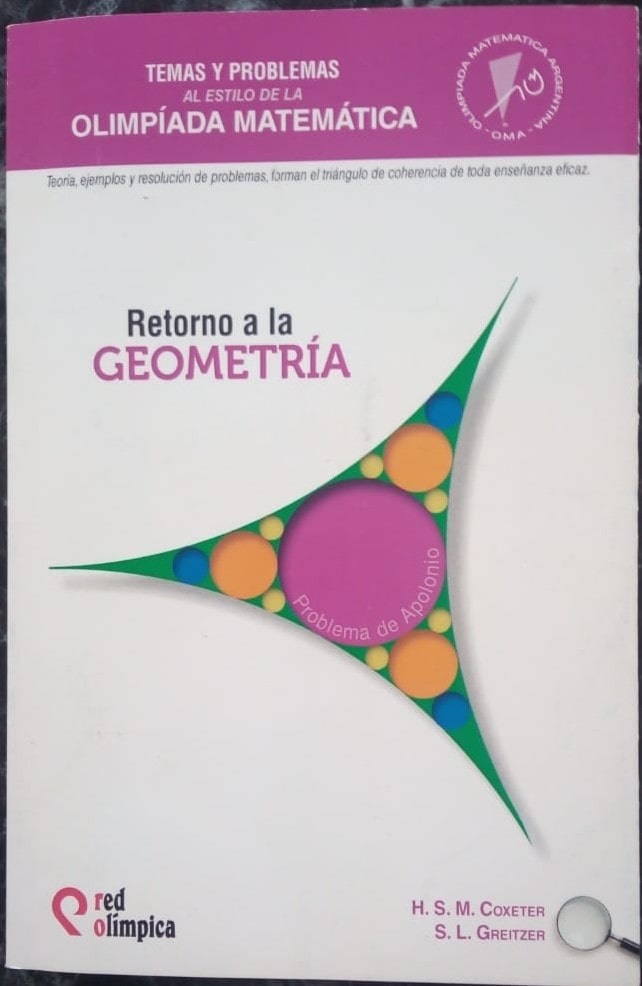 TEMAS Y PROBLEMAS
AL ESTILO DE LA
OLIMPÍADA MATEMÁTICA
OLIMPIADA MATEMATICA ARGENTINA
- OMA -
Teoría, ejemplos y resolución de problemas, forman el triángulo de coherencia de toda enseñanza eficaz.
Retorno a la
GEOMETRÍA
Problema de Apolonio
red
olímpica
H. S. M. COXETER
S. L. GREITZER